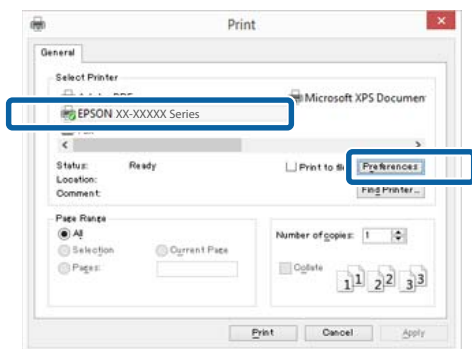 Print
General
Select Printer
Microsoft XPS Documen
EPSON XX-XXXXX Series
Status: Ready
Print to
Preferences
Location:
Comment:
Find Printer...
Page Range
All
Selection
Current Page
Pages:
Number of copies: 1
Collate
1 1 2 2 3 3
Print
Cancel
Apply